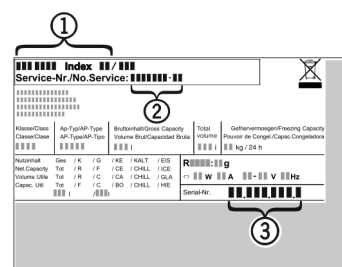 1
Index /
Service-Nr./No.Service: -
2
Klasse/Class Ap-Typ/AP-Type Bruttoinhalt/Gross Capacity Total Gefriervermoegen/Freezing Capacity
Classe/Clase AP-Type/AP-Tipo Volume Brut/Capacidad Bruta volume Pouvoir de Congel./Capac.Congeladora
l l kg / 24 h
Nutzinhalt Ges / K / G / KE / KALT / EIS
Net.Capacity Tot / R / F / CE / CHILL / ICE
Volume Utile Tot / R / C / CA / CHILL / GLA
Capac. Util Tot / F / C / BO / CHILL / HIE
l / l
R : g
W A - V Hz
Serial-Nr.
3